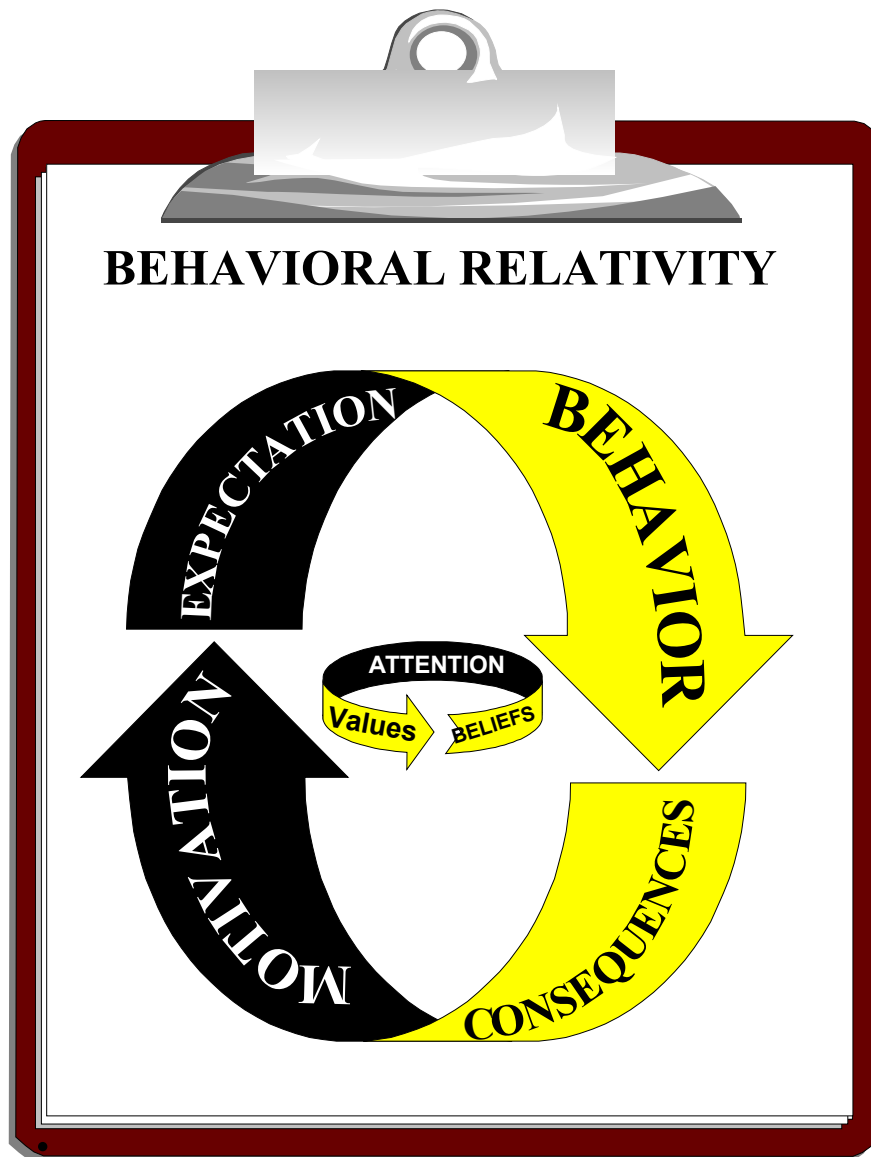 BEHAVIORAL RELATIVITY
EXPECTATION
BEHAVIOR
ATTENTION
Values
BELIEFS
MOTIVATION
CONSEQUENCES